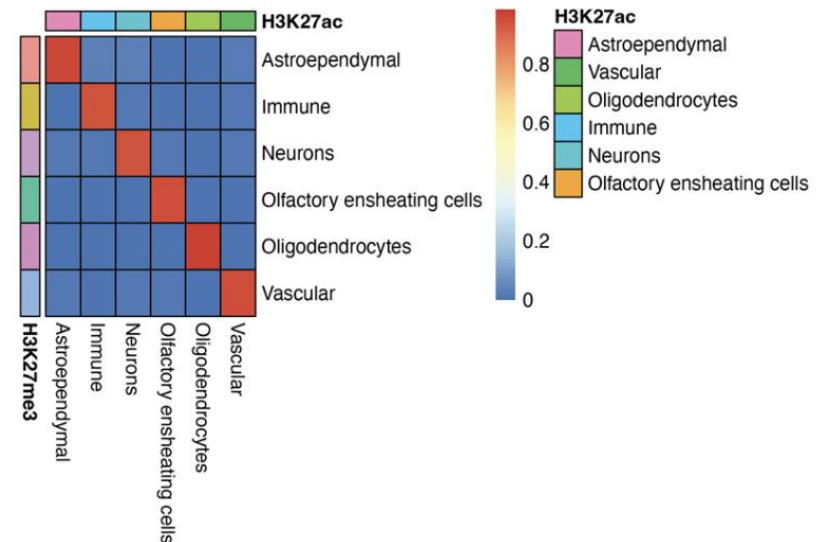 H3K27ac
Astroependymal
Immune
Neurons
Olfactory ensheating cells
Oligodendrocytes
Vascular
H3K27me3
Astroependymal
Immune
Neurons
Olfactory ensheating cells
Oligodendrocytes
Vascular
0.8
0.6
0.4
0.2
0
H3K27ac
Astroependymal
Vascular
Oligodendrocytes
Immune
Neurons
Olfactory ensheating cells